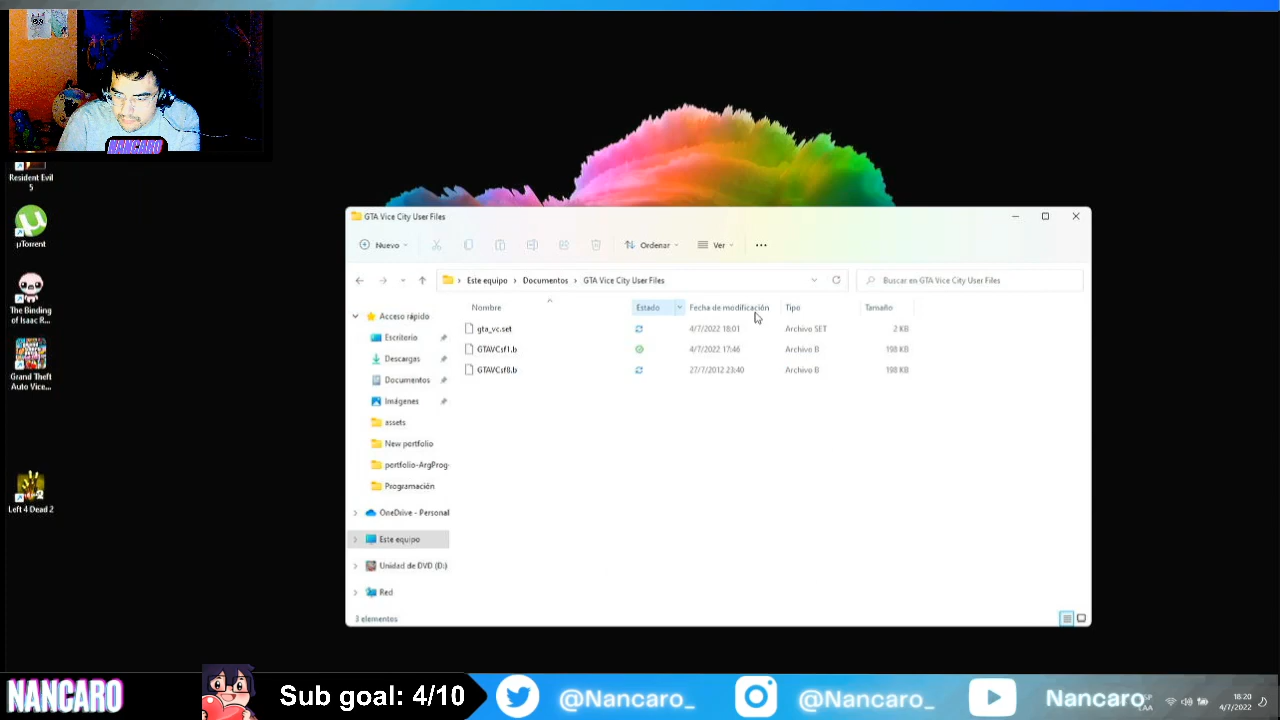 NANCARO
Resident Evil
5
µTorrent
The Binding
of Isaac R...
Grand Theft
Auto Vice...
Left 4 Dead 2
GTA Vice City User Files
Nuevo
Ordenar
Ver
Este equipo > Documentos > GTA Vice City User Files
Buscar en GTA Vice City User Files
Nombre Estado Fecha de modificación Tipo Tamaño
gta_vc.set 4/7/2022 18:01 Archivo SET 2 KB
GTAVCsf1.b 4/7/2022 17:46 Archivo B 198 KB
GTAVCsf8.b 27/7/2012 23:40 Archivo B 198 KB
Acceso rápido
Escritorio
Descargas
Documentos
Imágenes
assets
New portfolio
portfolio-ArgProg-
Programación
OneDrive - Personal
Este equipo
Unidad de DVD (D:)
Red
3 elementos
NANCARO
Sub goal: 4/10
@Nancaro_
@Nancaro_
Nancaro
18:20
4/7/2022